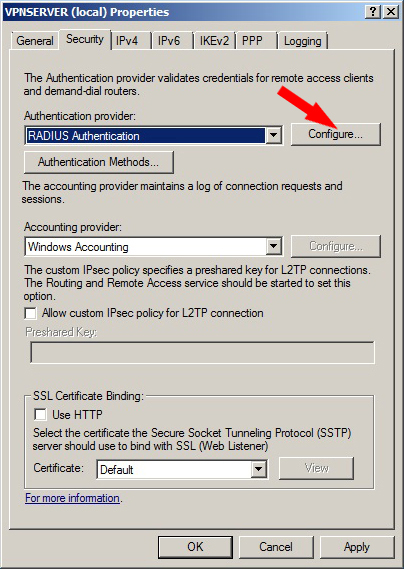 VPNSERVER (local) Properties
General Security IPv4 IPv6 IKEv2 PPP Logging
The Authentication provider validates credentials for remote access clients
and demand-dial routers.
Authentication provider:
RADIUS Authentication Configure...
Authentication Methods...
The accounting provider maintains a log of connection requests and
sessions.
Accounting provider:
Windows Accounting Configure...
The custom IPsec policy specifies a preshared key for L2TP connections.
The Routing and Remote Access service should be started to set this
option.
Allow custom IPsec policy for L2TP connection
Preshared Key:
SSL Certificate Binding:
Use HTTP
Select the certificate the Secure Socket Tunneling Protocol (SSTP)
server should use to bind with SSL (Web Listener)
Certificate: Default View
For more information.
OK Cancel Apply